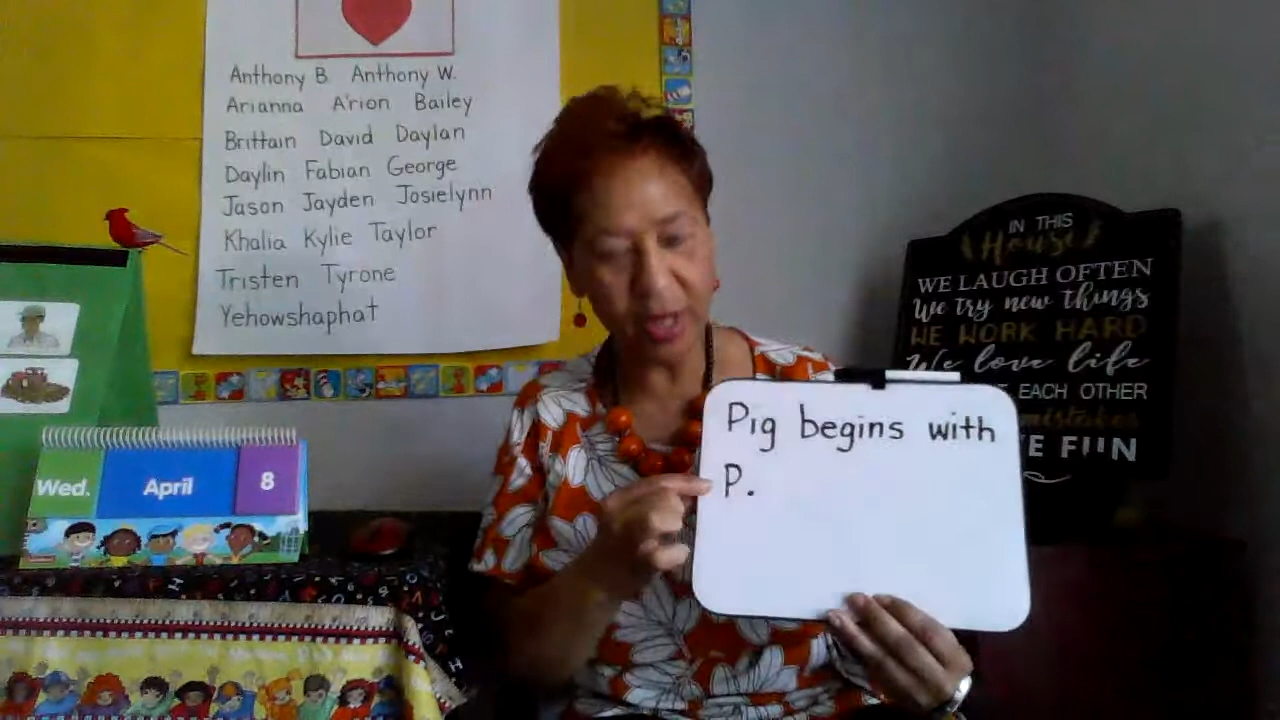 Anthony B. Anthony W.
Arianna A'rion Bailey
Brittain David Daylan
Daylin Fabian George
Jason Jayden Josielynn
Khalia Kylie Taylor
Tristen Tyrone
Yehowshaphat
Wed. April 8
Pig begins with
P.
IN THIS
House
WE LAUGH OFTEN
We try new things
WE WORK HARD
We love life
EACH OTHER
mistakes
FUN